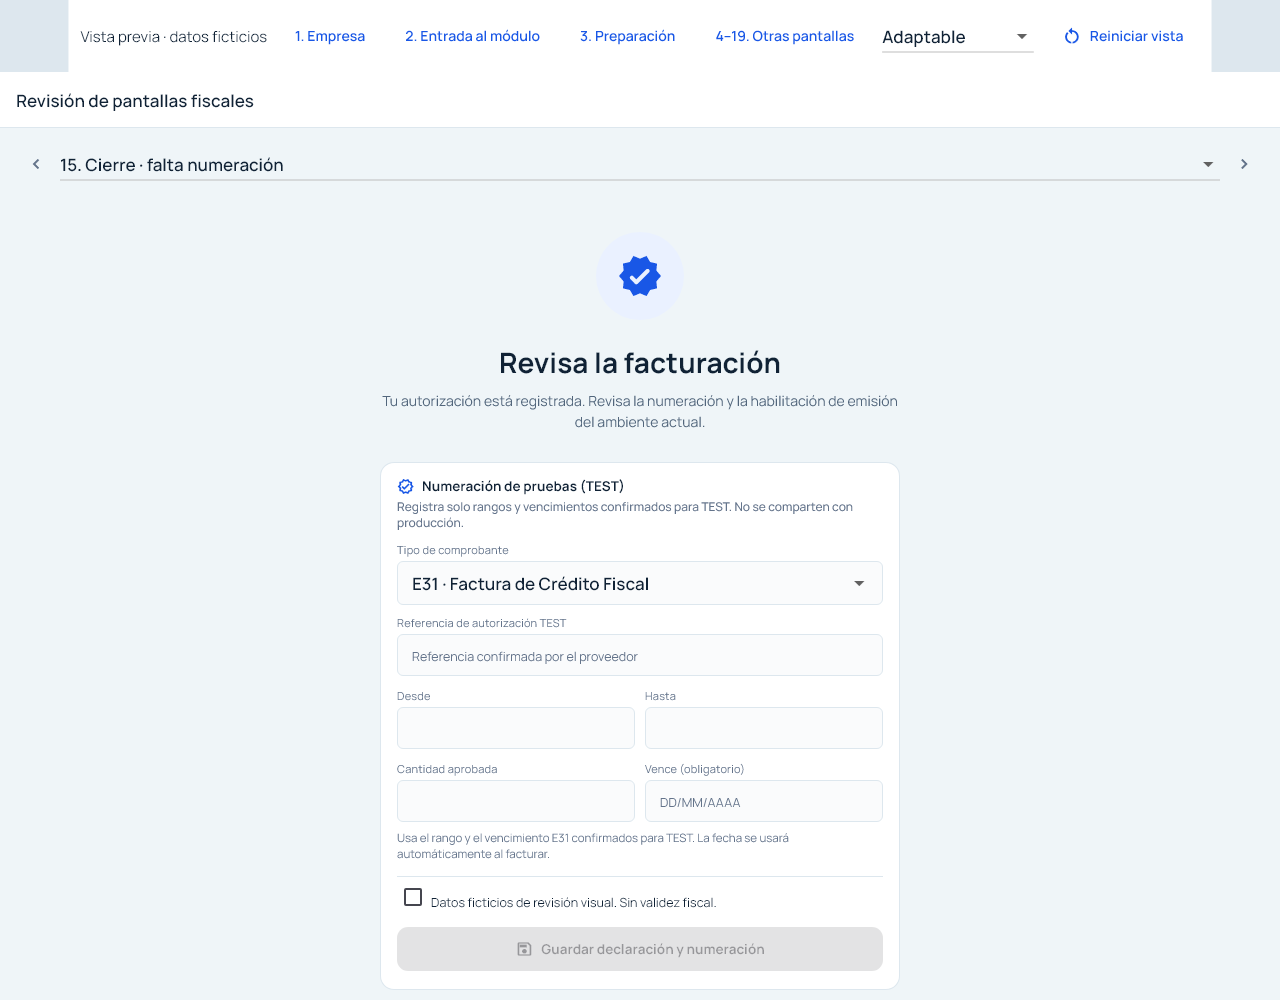 Vista previa · datos ficticios
1. Empresa
2. Entrada al módulo
3. Preparación
4–19. Otras pantallas
Adaptable
Reiniciar vista
Revisión de pantallas fiscales
15. Cierre · falta numeración
Revisa la facturación
Tu autorización está registrada. Revisa la numeración y la habilitación de emisión
del ambiente actual.
Numeración de pruebas (TEST)
Registra solo rangos y vencimientos confirmados para TEST. No se comparten con
producción.
Tipo de comprobante
E31 · Factura de Crédito Fiscal
Referencia de autorización TEST
Referencia confirmada por el proveedor
Desde
Hasta
Cantidad aprobada
Vence (obligatorio)
DD/MM/AAAA
Usa el rango y el vencimiento E31 confirmados para TEST. La fecha se usará
automáticamente al facturar.
Datos ficticios de revisión visual. Sin validez fiscal.
Guardar declaración y numeración